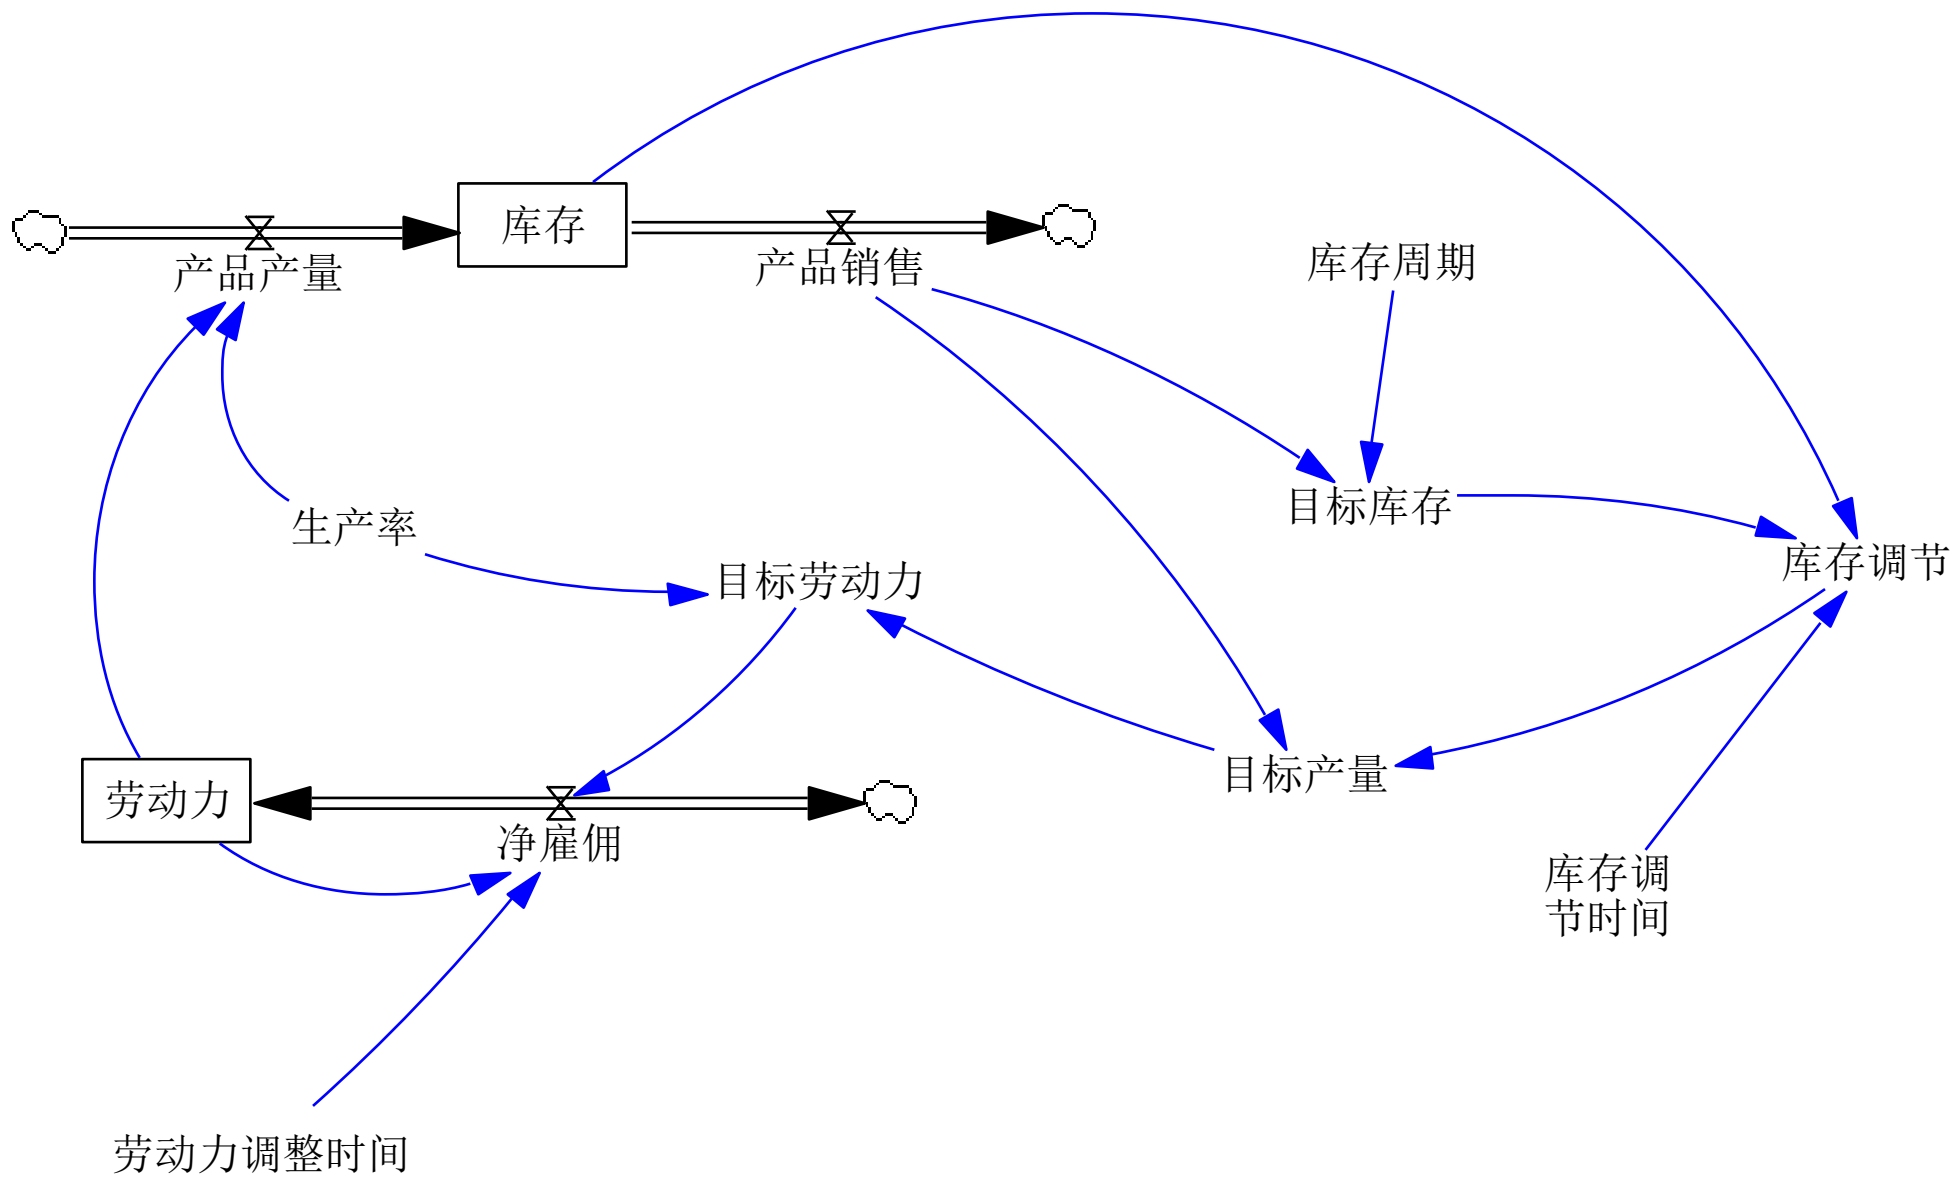 库存
产品产量
产品销售
库存周期
目标库存
生产率
库存调节
目标劳动力
目标产量
劳动力
净雇佣
库存调
节时间
劳动力调整时间